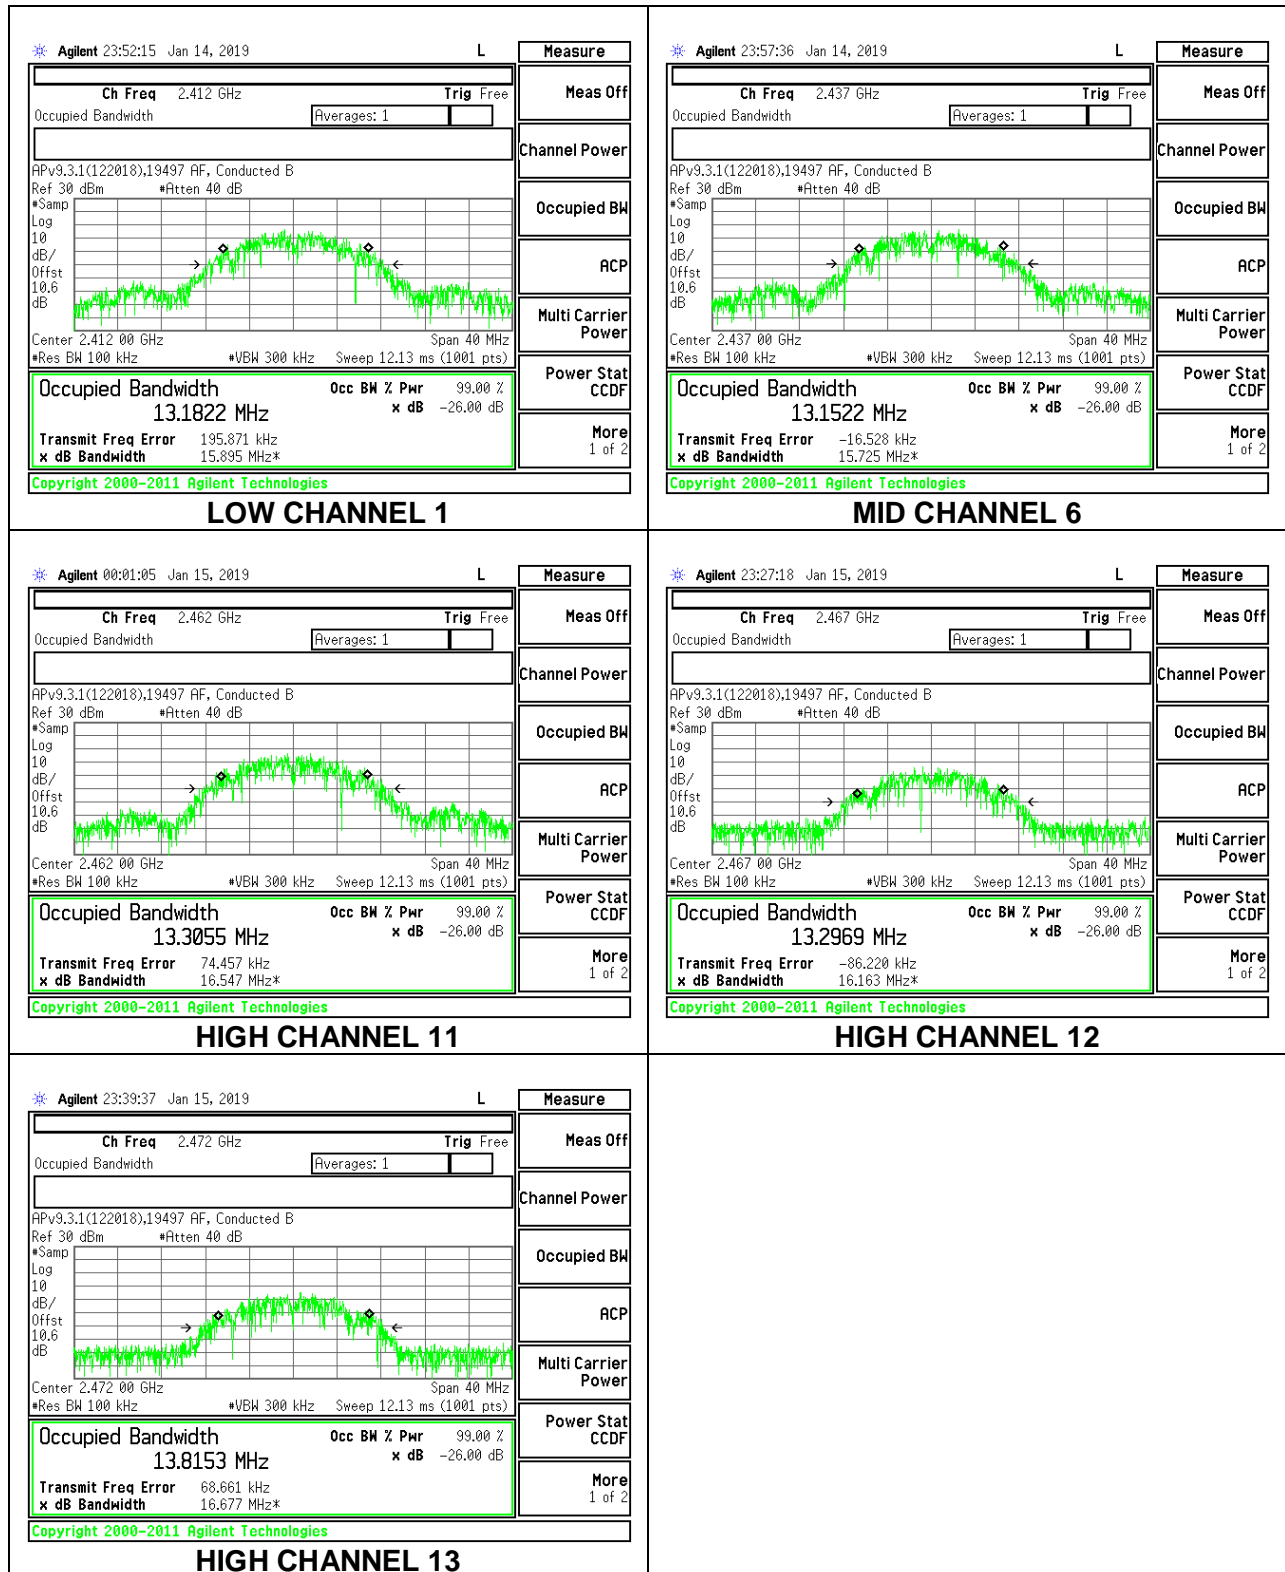 Agilent 23:52:15 Jan 14, 2019 L Measure
Ch Freq 2.412 GHz Trig Free
Meas Off
Occupied Bandwidth Averages: 1
Channel Power
APv9.3.1(122018),19497 AF, Conducted B
Ref 30 dBm #Atten 40 dB
#Samp
Log
10
dB/
Offst
10.6
dB
Occupied BW
ACP
Multi Carrier
Power
Center 2.412 00 GHz Span 40 MHz
#Res BW 100 kHz #VBW 300 kHz Sweep 12.13 ms (1001 pts)
Power Stat
CCDF
Occupied Bandwidth Occ BW % Pwr 99.00 %
13.1822 MHz x dB -26.00 dB
More
1 of 2
Transmit Freq Error 195.871 kHz
x dB Bandwidth 15.895 MHz*
Copyright 2000-2011 Agilent Technologies
LOW CHANNEL 1
Agilent 23:57:36 Jan 14, 2019 L Measure
Ch Freq 2.437 GHz Trig Free
Meas Off
Occupied Bandwidth Averages: 1
Channel Power
APv9.3.1(122018),19497 AF, Conducted B
Ref 30 dBm #Atten 40 dB
#Samp
Log
10
dB/
Offst
10.6
dB
Occupied BW
ACP
Multi Carrier
Power
Center 2.437 00 GHz Span 40 MHz
#Res BW 100 kHz #VBW 300 kHz Sweep 12.13 ms (1001 pts)
Power Stat
CCDF
Occupied Bandwidth Occ BW % Pwr 99.00 %
13.1522 MHz x dB -26.00 dB
More
1 of 2
Transmit Freq Error -16.528 kHz
x dB Bandwidth 15.725 MHz*
Copyright 2000-2011 Agilent Technologies
MID CHANNEL 6
Agilent 00:01:05 Jan 15, 2019 L Measure
Ch Freq 2.462 GHz Trig Free
Meas Off
Occupied Bandwidth Averages: 1
Channel Power
APv9.3.1(122018),19497 AF, Conducted B
Ref 30 dBm #Atten 40 dB
#Samp
Log
10
dB/
Offst
10.6
dB
Occupied BW
ACP
Multi Carrier
Power
Center 2.462 00 GHz Span 40 MHz
#Res BW 100 kHz #VBW 300 kHz Sweep 12.13 ms (1001 pts)
Power Stat
CCDF
Occupied Bandwidth Occ BW % Pwr 99.00 %
13.3055 MHz x dB -26.00 dB
More
1 of 2
Transmit Freq Error 74.457 kHz
x dB Bandwidth 16.547 MHz*
Copyright 2000-2011 Agilent Technologies
HIGH CHANNEL 11
Agilent 23:27:18 Jan 15, 2019 L Measure
Ch Freq 2.467 GHz Trig Free
Meas Off
Occupied Bandwidth Averages: 1
Channel Power
APv9.3.1(122018),19497 AF, Conducted B
Ref 30 dBm #Atten 40 dB
#Samp
Log
10
dB/
Offst
10.6
dB
Occupied BW
ACP
Multi Carrier
Power
Center 2.467 00 GHz Span 40 MHz
#Res BW 100 kHz #VBW 300 kHz Sweep 12.13 ms (1001 pts)
Power Stat
CCDF
Occupied Bandwidth Occ BW % Pwr 99.00 %
13.2969 MHz x dB -26.00 dB
More
1 of 2
Transmit Freq Error -86.220 kHz
x dB Bandwidth 16.163 MHz*
Copyright 2000-2011 Agilent Technologies
HIGH CHANNEL 12
Agilent 23:39:37 Jan 15, 2019 L Measure
Ch Freq 2.472 GHz Trig Free
Meas Off
Occupied Bandwidth Averages: 1
Channel Power
APv9.3.1(122018),19497 AF, Conducted B
Ref 30 dBm #Atten 40 dB
#Samp
Log
10
dB/
Offst
10.6
dB
Occupied BW
ACP
Multi Carrier
Power
Center 2.472 00 GHz Span 40 MHz
#Res BW 100 kHz #VBW 300 kHz Sweep 12.13 ms (1001 pts)
Power Stat
CCDF
Occupied Bandwidth Occ BW % Pwr 99.00 %
13.8153 MHz x dB -26.00 dB
More
1 of 2
Transmit Freq Error 68.661 kHz
x dB Bandwidth 16.677 MHz*
Copyright 2000-2011 Agilent Technologies
HIGH CHANNEL 13